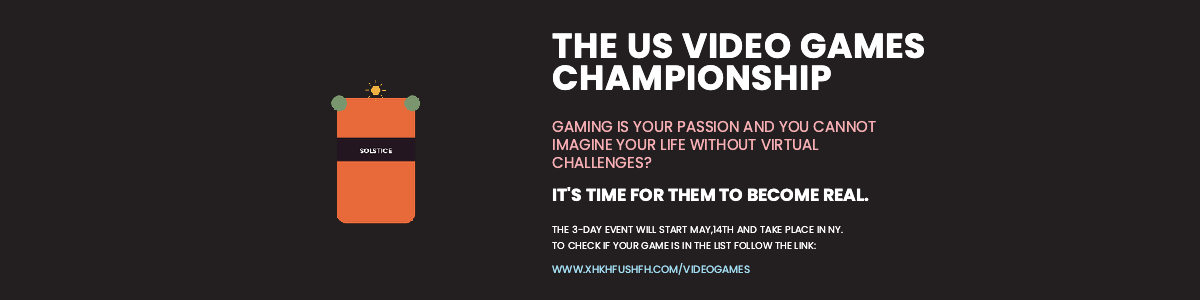 SOLSTICE
THE US VIDEO GAMES
CHAMPIONSHIP
GAMING IS YOUR PASSION AND YOU CANNOT
IMAGINE YOUR LIFE WITHOUT VIRTUAL
CHALLENGES?
IT'S TIME FOR THEM TO BECOME REAL.
THE 3-DAY EVENT WILL START MAY,14TH AND TAKE PLACE IN NY.
TO CHECK IF YOUR GAME IS IN THE LIST FOLLOW THE LINK:
WWW.XHKHFUSHFH.COM/VIDEOGAMES